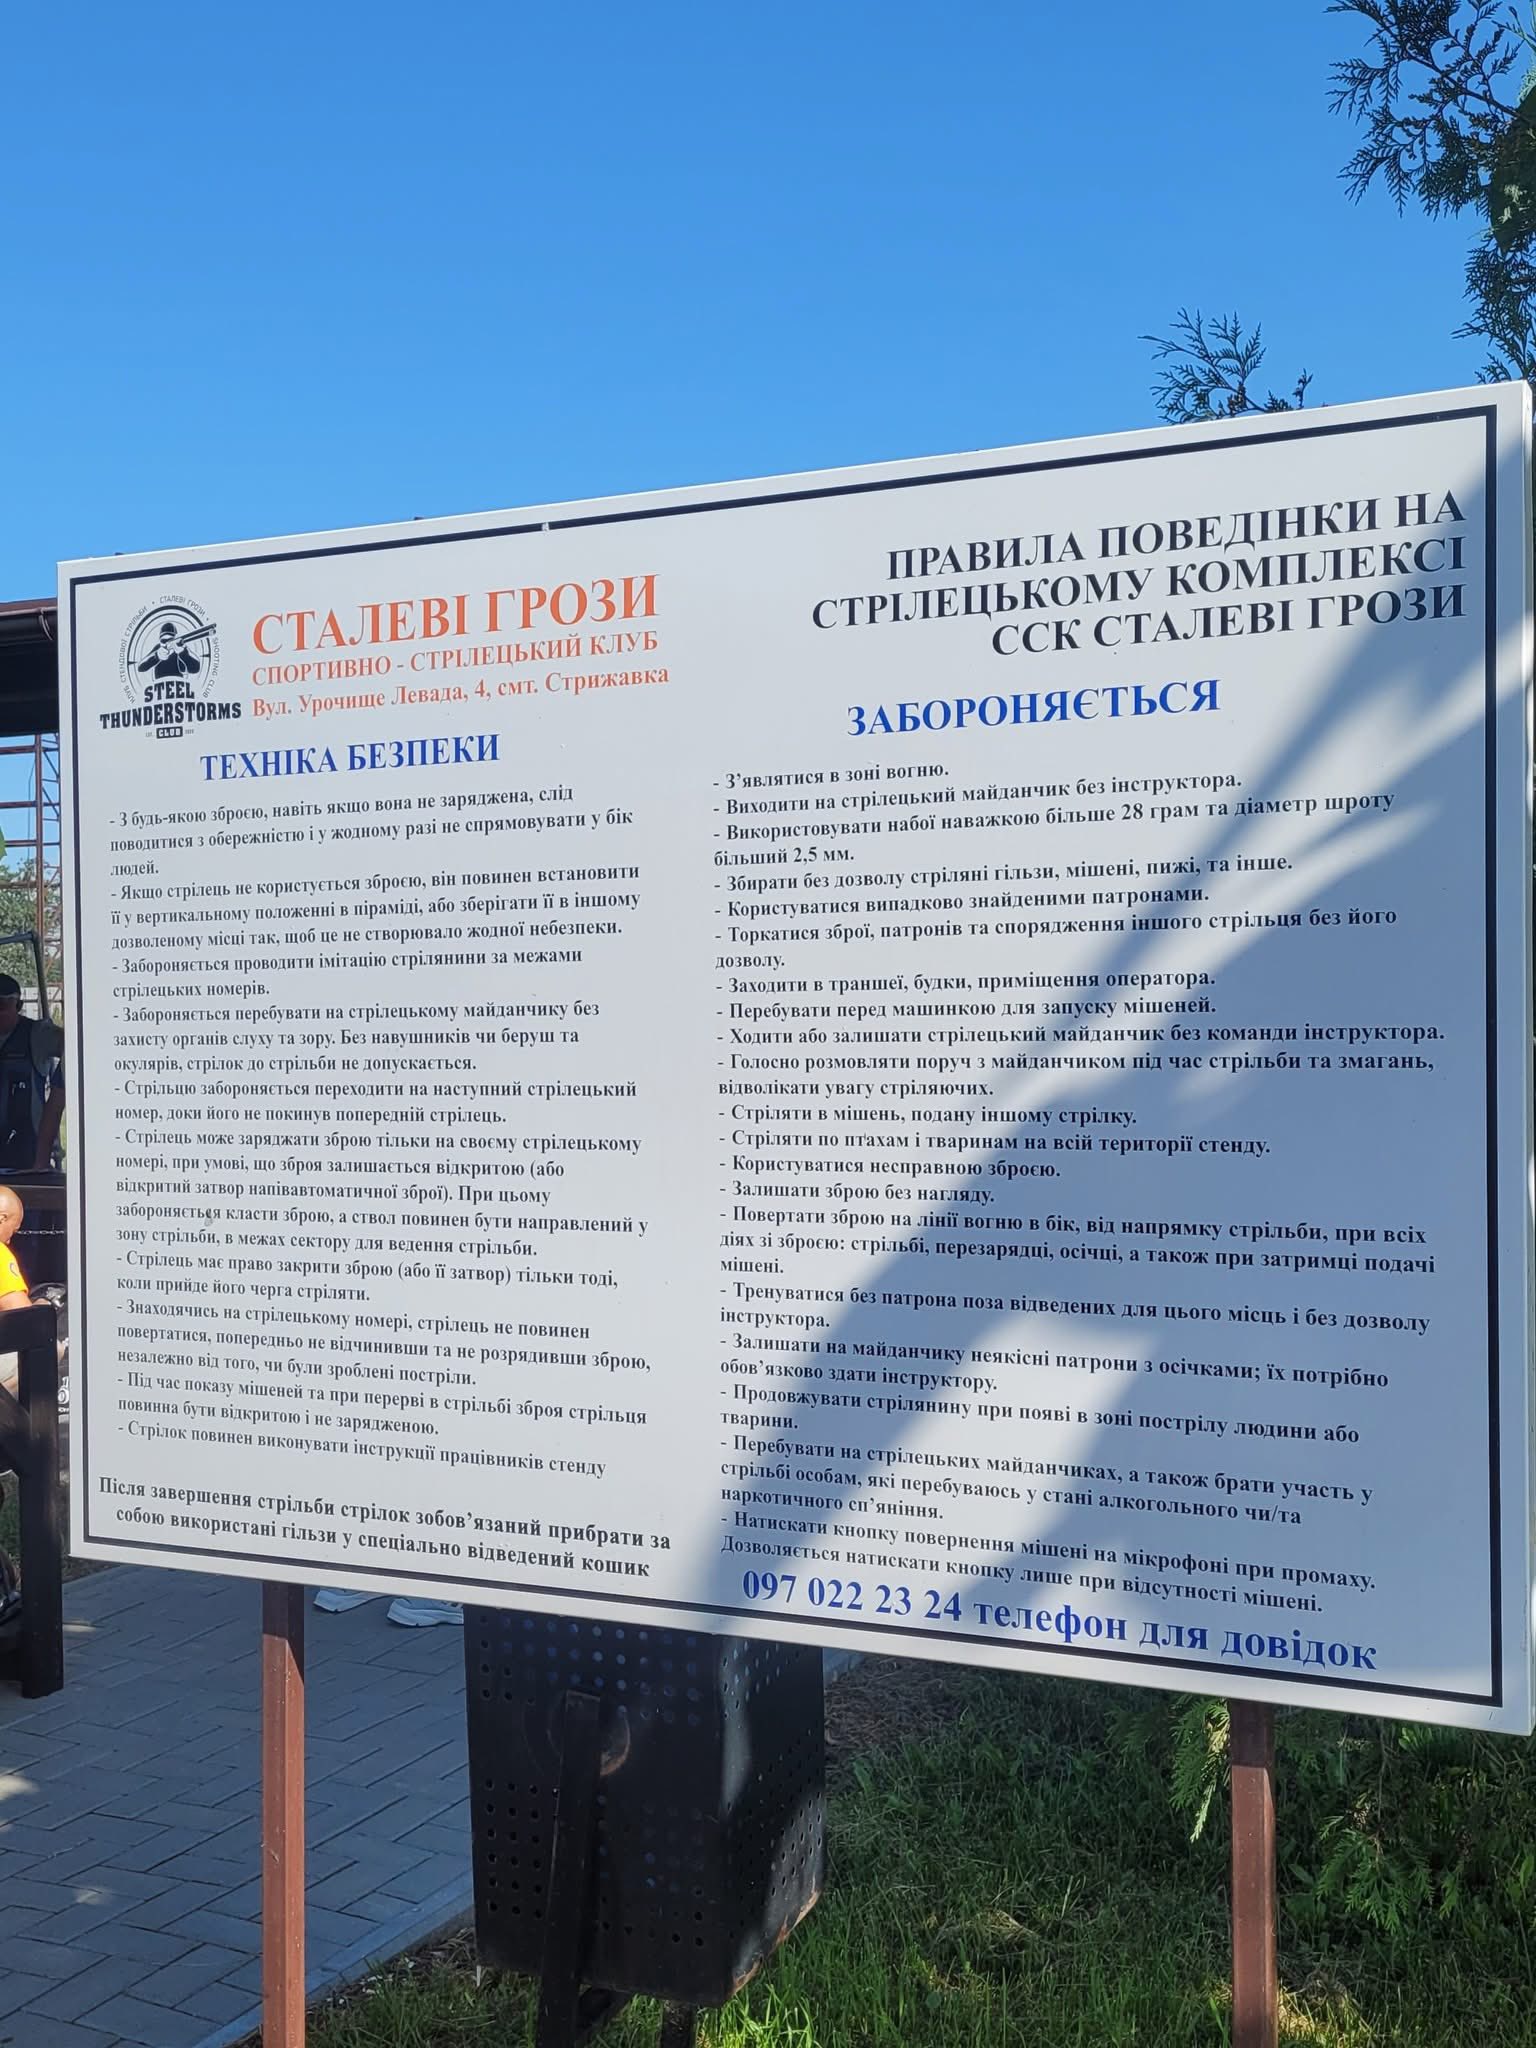 КЛУБ СТЕНДОВОЇ СТРІЛЬБИ • СТАЛЕВІ ГРОЗИ • SHOOTING CLUB
STEEL
THUNDERSTORMS
CLUB
СТАЛЕВІ ГРОЗИ
СПОРТИВНО - СТРІЛЕЦЬКИЙ КЛУБ
Вул. Урочище Левада, 4, смт. Стрижавка
ТЕХНІКА БЕЗПЕКИ
- З будь-якою зброєю, навіть якщо вона не заряджена, слід
поводитися з обережністю і у жодному разі не спрямовувати у бік
людей.
- Якщо стрілець не користується зброєю, він повинен встановити
її у вертикальному положенні в піраміді, або зберігати її в іншому
дозволеному місці так, щоб це не створювало жодної небезпеки.
- Забороняється проводити імітацію стрілянини за межами
стрілецьких номерів.
- Забороняється перебувати на стрілецькому майданчику без
захисту органів слуху та зору. Без навушників чи беруш та
окулярів, стрілок до стрільби не допускається.
- Стрільцю забороняється переходити на наступний стрілецький
номер, доки його не покинув попередній стрілець.
- Стрілець може заряджати зброю тільки на своєму стрілецькому
номері, при умові, що зброя залишається відкритою (або
відкритий затвор напівавтоматичної зброї). При цьому
забороняється класти зброю, а ствол повинен бути направлений у
зону стрільби, в межах сектору для ведення стрільби.
- Стрілець має право закрити зброю (або її затвор) тільки тоді,
коли прийде його черга стріляти.
- Знаходячись на стрілецькому номері, стрілець не повинен
повертатися, попередньо не відчинивши та не розрядивши зброю,
незалежно від того, чи були зроблені постріли.
- Під час показу мішеней та при перерві в стрільбі зброя стрільця
повинна бути відкритою і не зарядженою.
- Стрілок повинен виконувати інструкції працівників стенду
Після завершення стрільби стрілок зобов’язаний прибрати за
собою використані гільзи у спеціально відведений кошик
ПРАВИЛА ПОВЕДІНКИ НА
СТРІЛЕЦЬКОМУ КОМПЛЕКСІ
ССК СТАЛЕВІ ГРОЗИ
ЗАБОРОНЯЄТЬСЯ
- З’являтися в зоні вогню.
- Виходити на стрілецький майданчик без інструктора.
- Використовувати набої наважкою більше 28 грам та діаметр шроту
більший 2,5 мм.
- Збирати без дозволу стріляні гільзи, мішені, пижі, та інше.
- Користуватися випадково знайденими патронами.
- Торкатися зброї, патронів та спорядження іншого стрільця без його
дозволу.
- Заходити в траншеї, будки, приміщення оператора.
- Перебувати перед машинкою для запуску мішеней.
- Ходити або залишати стрілецький майданчик без команди інструктора.
- Голосно розмовляти поруч з майданчиком під час стрільби та змагань,
відволікати увагу стріляючих.
- Стріляти в мішень, подану іншому стрілку.
- Стріляти по птахам і тваринам на всій території стенду.
- Користуватися несправною зброєю.
- Залишати зброю без нагляду.
- Повертати зброю на лінії вогню в бік, від напрямку стрільби, при всіх
діях зі зброєю: стрільбі, перезарядці, осічці, а також при затримці подачі
мішені.
- Тренуватися без патрона поза відведених для цього місць і без дозволу
інструктора.
- Залишати на майданчику неякісні патрони з осічками; їх потрібно
обов’язково здати інструктору.
- Продовжувати стрілянину при появі в зоні пострілу людини або
тварини.
- Перебувати на стрілецьких майданчиках, а також брати участь у
стрільбі особам, які перебуваюсь у стані алкогольного чи/та
наркотичного сп’яніння.
- Натискати кнопку повернення мішені на мікрофоні при промаху.
Дозволяється натискати кнопку лише при відсутності мішені.
097 022 23 24 телефон для довідок